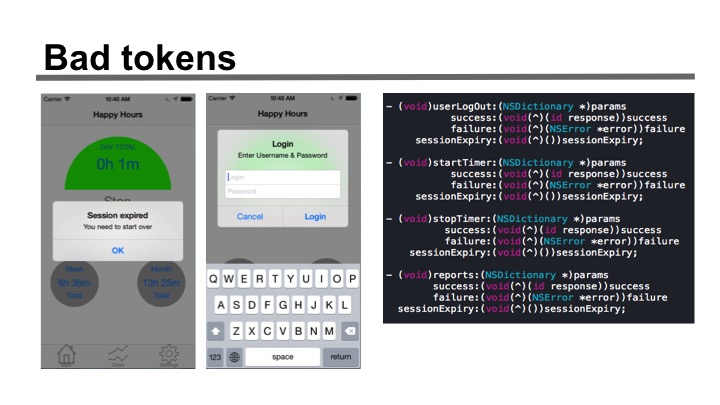 Bad tokens
Carrier 10:40 AM
Happy Hours
DAY TOTAL
0h 1m
Stop
Session expired
You need to start over
OK
Week
6h 36m
Total
Month
13h 25m
Total
Chart
Settings
Carrier 10:40 AM
Happy Hours
Login
Enter Username & Password
Login
Password
Cancel
Login
Q W E R T Y U I O P
A S D F G H J K L
Z X C V B N M
123
space
return
- (void)userLogOut:(NSDictionary *)params
success:(void(^)(id response))success
failure:(void(^)(NSError *error))failure
sessionExpiry:(void(^)())sessionExpiry;
- (void)startTimer:(NSDictionary *)params
success:(void(^)(id response))success
failure:(void(^)(NSError *error))failure
sessionExpiry:(void(^)())sessionExpiry;
- (void)stopTimer:(NSDictionary *)params
success:(void(^)(id response))success
failure:(void(^)(NSError *error))failure
sessionExpiry:(void(^)())sessionExpiry;
- (void)reports:(NSDictionary *)params
success:(void(^)(id response))success
failure:(void(^)(NSError *error))failure
sessionExpiry:(void(^)())sessionExpiry;